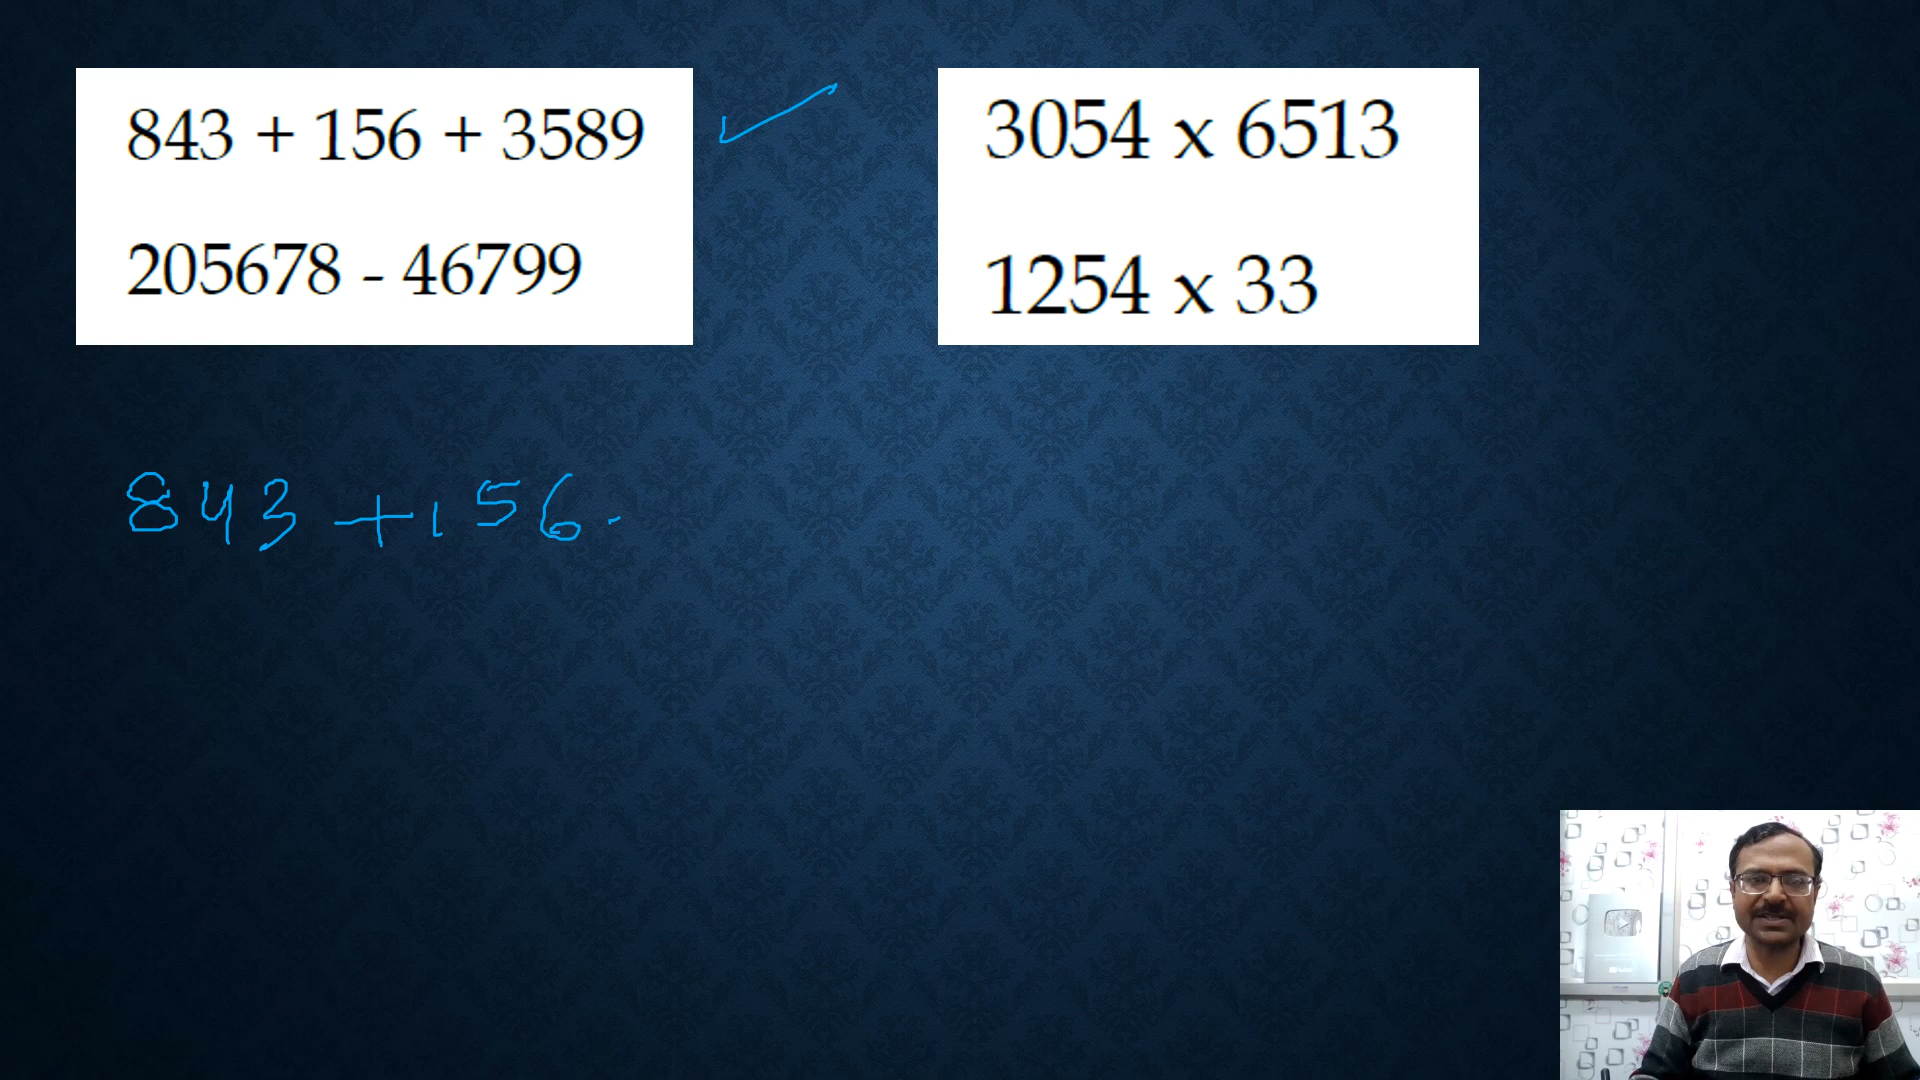 843 + 156 + 3589
205678 - 46799
3054 x 6513
1254 x 33
843 + 156